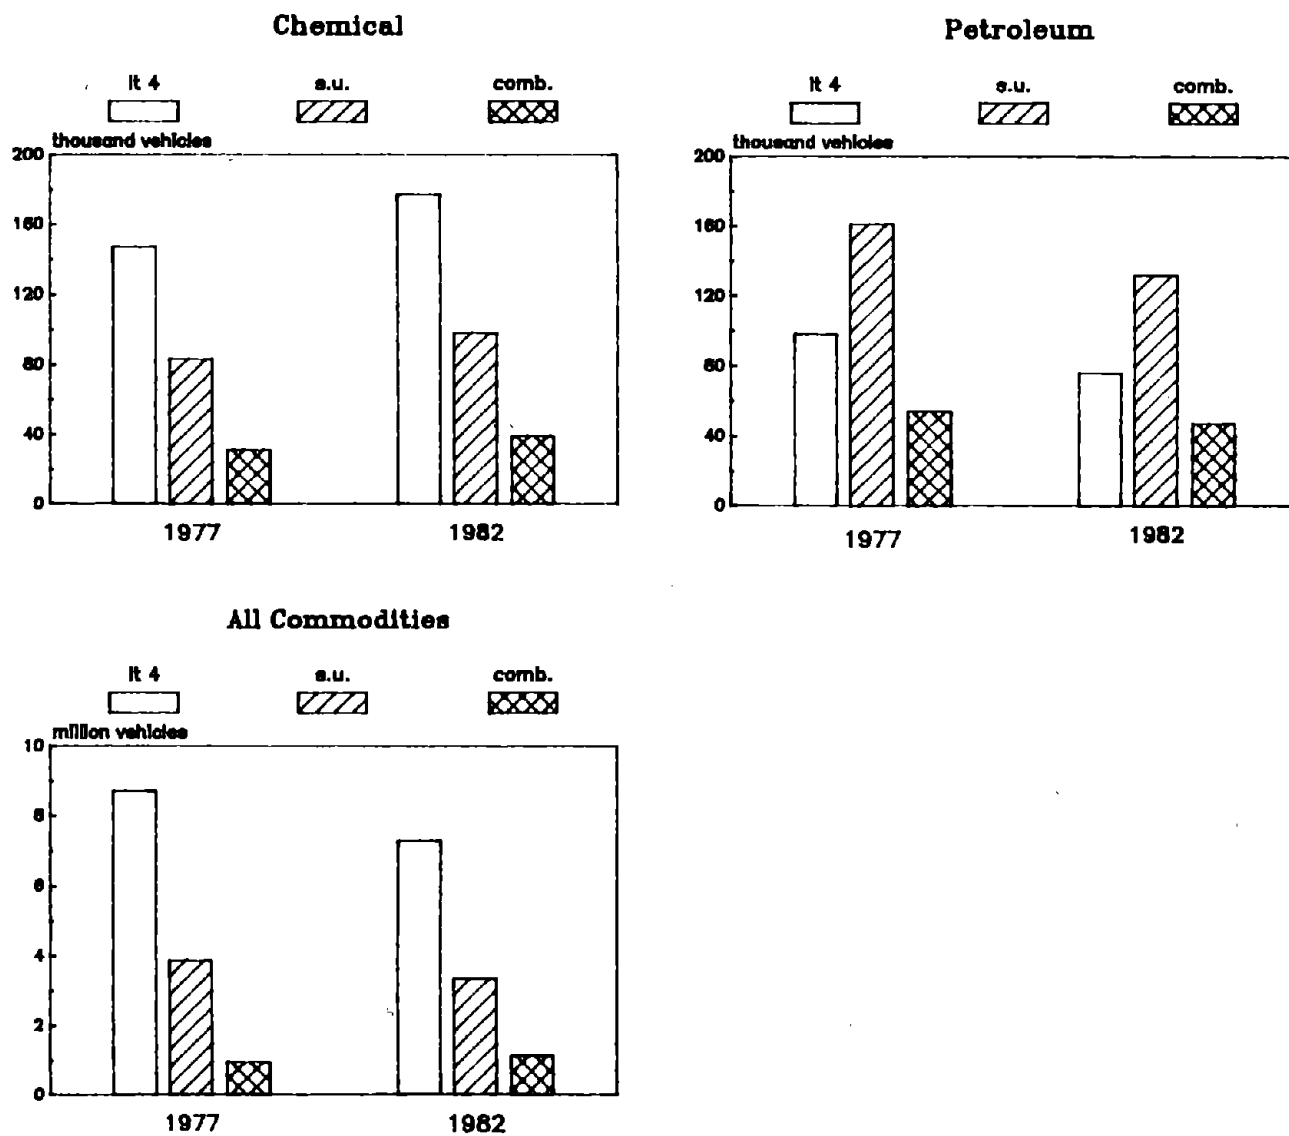 Chemical
lt 4 s.u. comb.
thousand vehicles
200
160
120
80
40
0
1977 1982
Petroleum
lt 4 s.u. comb.
thousand vehicles
200
160
120
80
40
0
1977 1982
All Commodities
lt 4 s.u. comb.
million vehicles
10
8
6
4
2
0
1977 1982